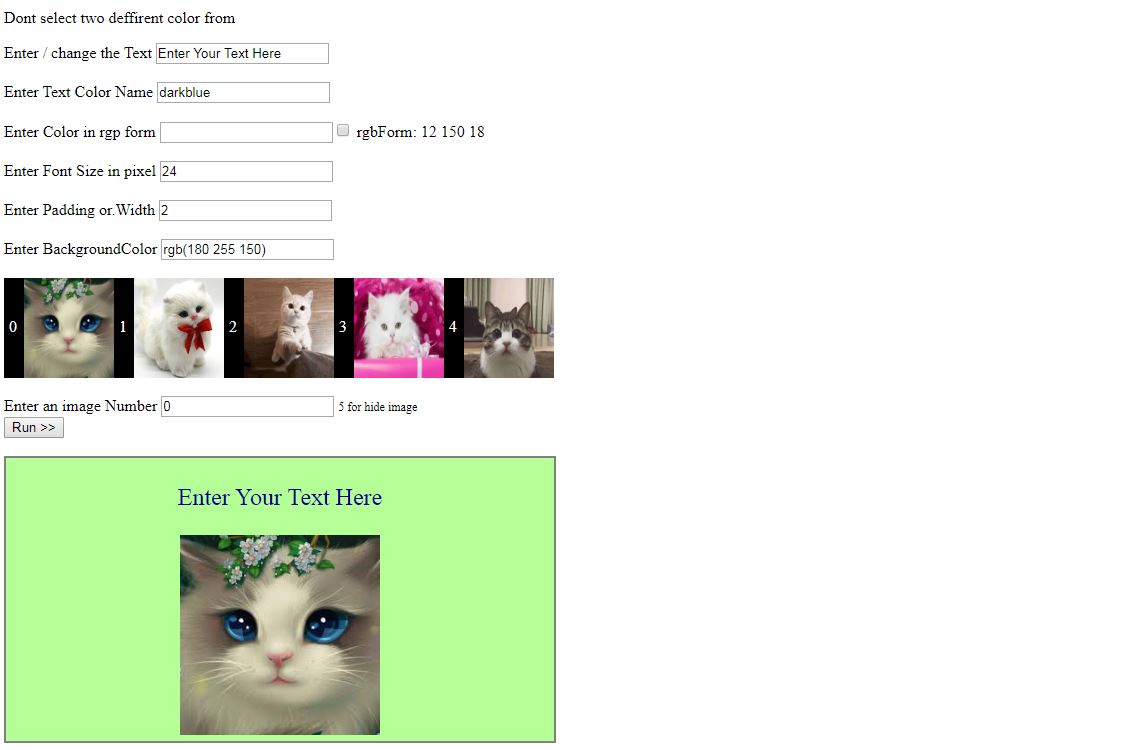 Dont select two deffirent color from
Enter / change the Text Enter Your Text Here
Enter Text Color Name darkblue
Enter Color in rgp form rgbForm: 12 150 18
Enter Font Size in pixel 24
Enter Padding or.Width 2
Enter BackgroundColor rgb(180 255 150)
0 1 2 3 4
Enter an image Number 0 5 for hide image
Run >>
Enter Your Text Here